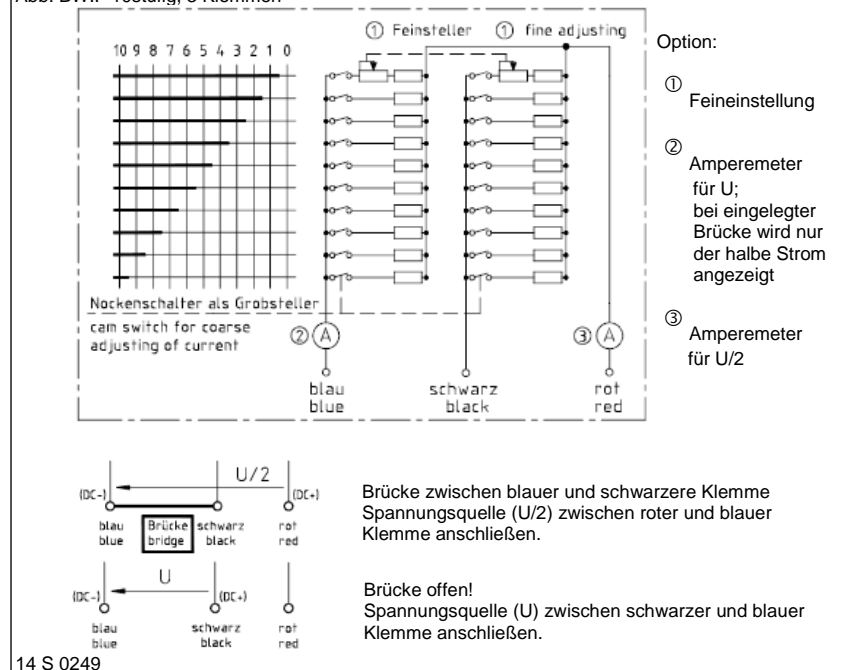 ① Feinsteller ① fine adjusting
10 9 8 7 6 5 4 3 2 1 0
Option:
①
Feineinstellung
②
Amperemeter
für U;
bei eingelegter
Brücke wird nur
der halbe Strom
angezeigt
Nockenschalter als Grobsteller
cam switch for coarse
adjusting of current
② A
③ A
③
Amperemeter
für U/2
blau schwarz rot
blue black red
U/2
(DC-) (DC+)
blau Brücke schwarz rot
blue bridge black red
Brücke zwischen blauer und schwarzere Klemme
Spannungsquelle (U/2) zwischen roter und blauer
Klemme anschließen.
U
(DC-) (DC+)
blau schwarz rot
blue black red
Brücke offen!
Spannungsquelle (U) zwischen schwarzer und blauer
Klemme anschließen.
14 S 0249